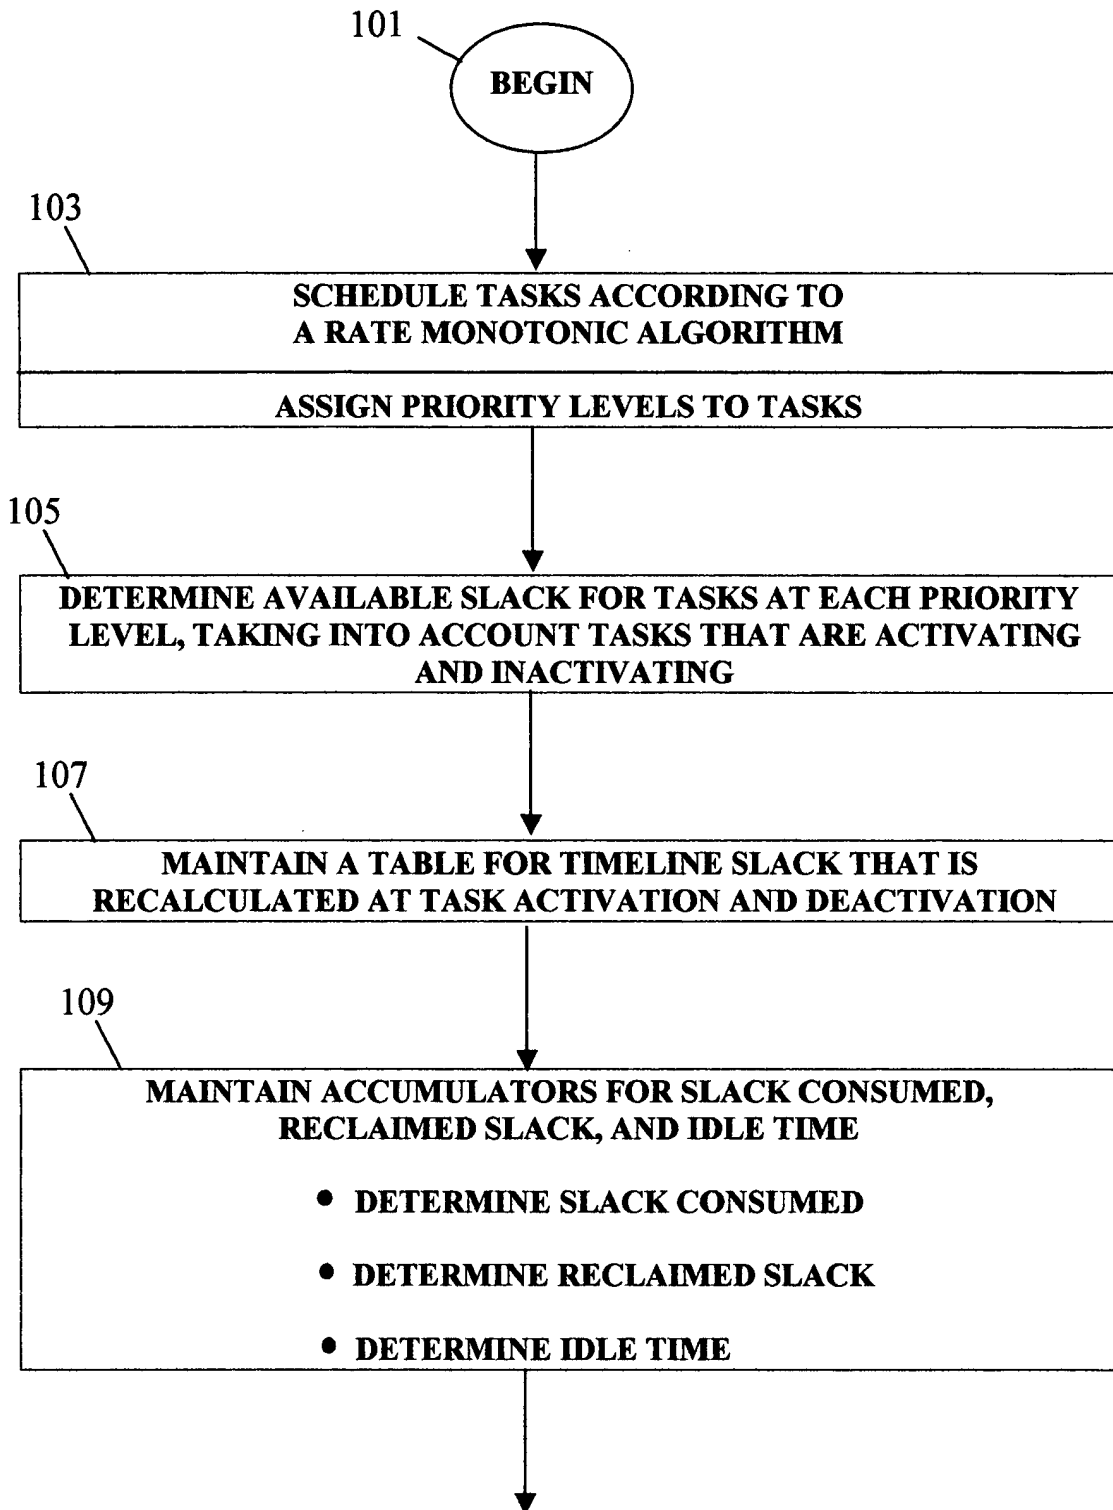 101
BEGIN
103
SCHEDULE TASKS ACCORDING TO
A RATE MONOTONIC ALGORITHM
ASSIGN PRIORITY LEVELS TO TASKS
105
DETERMINE AVAILABLE SLACK FOR TASKS AT EACH PRIORITY
LEVEL, TAKING INTO ACCOUNT TASKS THAT ARE ACTIVATING
AND INACTIVATING
107
MAINTAIN A TABLE FOR TIMELINE SLACK THAT IS
RECALCULATED AT TASK ACTIVATION AND DEACTIVATION
109
MAINTAIN ACCUMULATORS FOR SLACK CONSUMED,
RECLAIMED SLACK, AND IDLE TIME
• DETERMINE SLACK CONSUMED
• DETERMINE RECLAIMED SLACK
• DETERMINE IDLE TIME